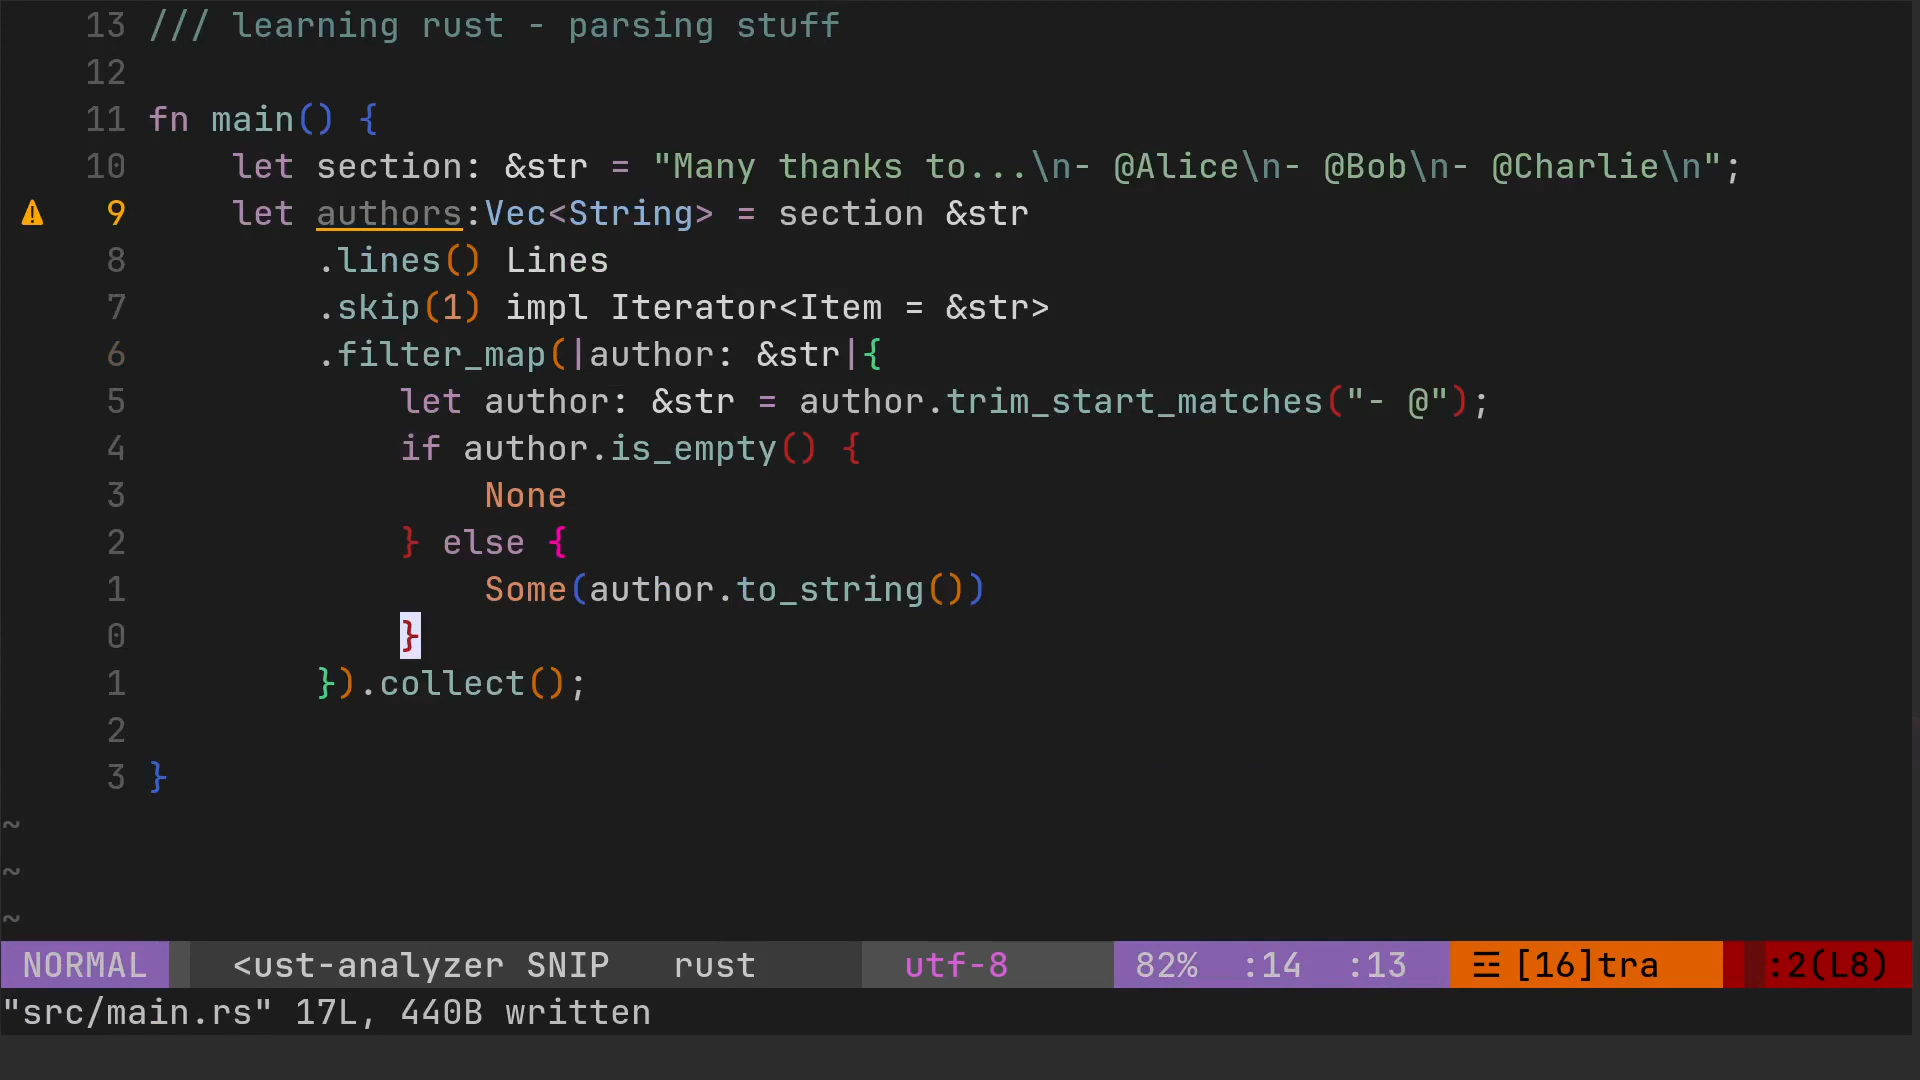 13 /// learning rust - parsing stuff
12
11 fn main() {
10     let section: &str = "Many thanks to...\n- @Alice\n- @Bob\n- @Charlie\n";
9     let authors:Vec<String> = section &str
8         .lines() Lines
7         .skip(1) impl Iterator<Item = &str>
6         .filter_map(|author: &str|{
5             let author: &str = author.trim_start_matches("- @");
4             if author.is_empty() {
3                 None
2             } else {
1                 Some(author.to_string())
0             }
1         }).collect();
2
3 }
~
~
~
NORMAL <ust-analyzer SNIP rust utf-8 82% :14 :13 ☲ [16]tra :2(L8)
"src/main.rs" 17L, 440B written